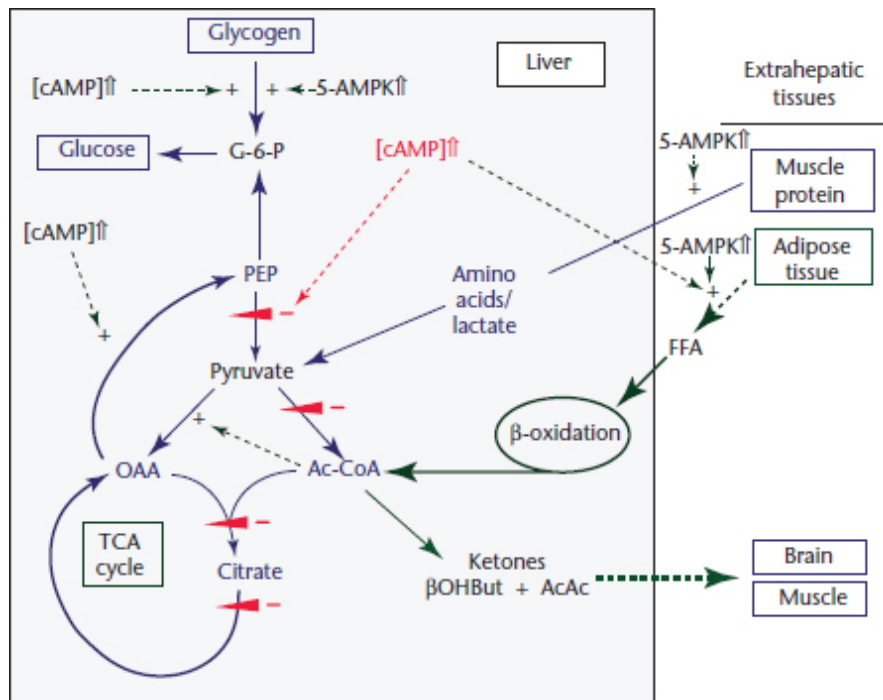 Glycogen
Liver
Extrahepatic
tissues
[cAMP]⇑
+
+
5-AMPK⇑
Glucose
G-6-P
[cAMP]⇑
5-AMPK⇑
+
Muscle
protein
[cAMP]⇑
+
PEP
–
Amino
acids/
lactate
5-AMPK⇑
+
Adipose
tissue
FFA
Pyruvate
–
+
β-oxidation
OAA
Ac-CoA
–
TCA
cycle
Citrate
–
Ketones
βOHBut + AcAc
Brain
Muscle